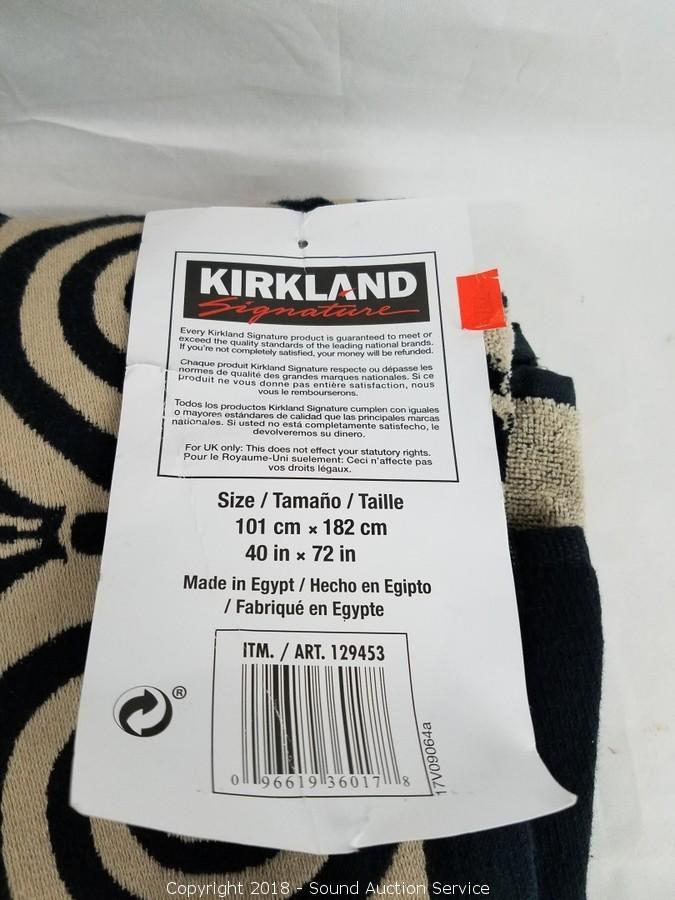 KIRKLAND
Signature
Every Kirkland Signature product is guaranteed to meet or
exceed the quality standards of the leading national brands.
If you're not completely satisfied, your money will be refunded.
Chaque produit Kirkland Signature respecte ou dépasse les
normes de qualité des grandes marques nationales. Si ce
produit ne vous donne pas entière satisfaction, nous
vous le rembourserons.
Todos los productos Kirkland Signature cumplen con iguales
o mayores estándares de calidad que las principales marcas
nationales. Si usted no está completamente satisfecho, le
devolveremos su dinero.
For UK only: This does not effect your statutory rights.
Pour le Royaume-Uni suelement: Ceci n'affecte pas
vos droits légaux.
Size / Tamaño / Taille
101 cm × 182 cm
40 in × 72 in
Made in Egypt / Hecho en Egipto
/ Fabriqué en Egypte
ITM. / ART. 129453
®
0 96619 36017 8
17V09064a
Copyright 2018 - Sound Auction Service